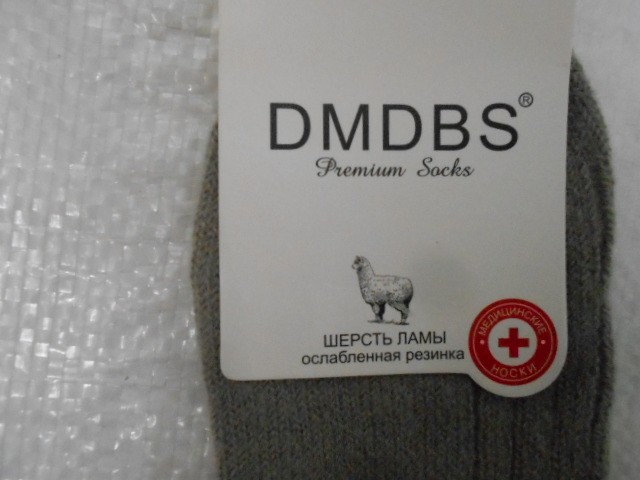 DMDBS®
Premium Socks
ШЕРСТЬ ЛАМЫ
ослабленная резинка
МЕДИЦИНСКИЕ
НОСКИ